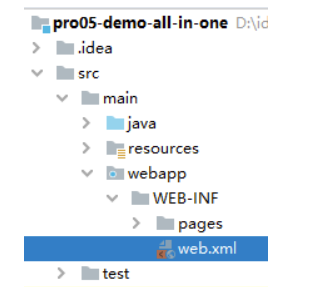 pro05-demo-all-in-one D:\id
.idea
src
main
java
resources
webapp
WEB-INF
pages
web.xml
test